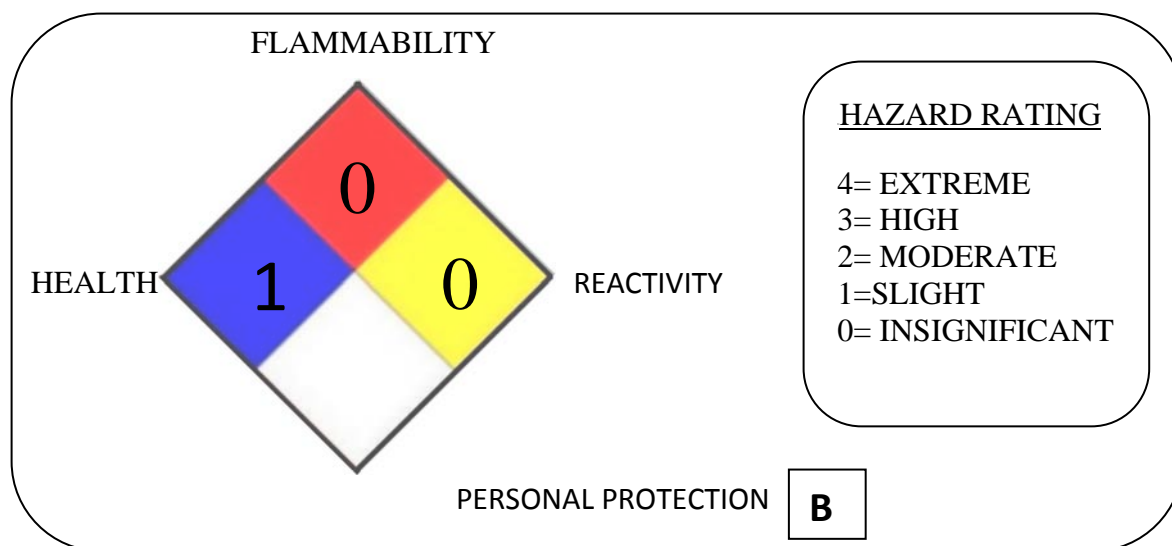 FLAMMABILITY
0
HEALTH
1
0
REACTIVITY
PERSONAL PROTECTION B
HAZARD RATING
4= EXTREME
3= HIGH
2= MODERATE
1=SLIGHT
0= INSIGNIFICANT